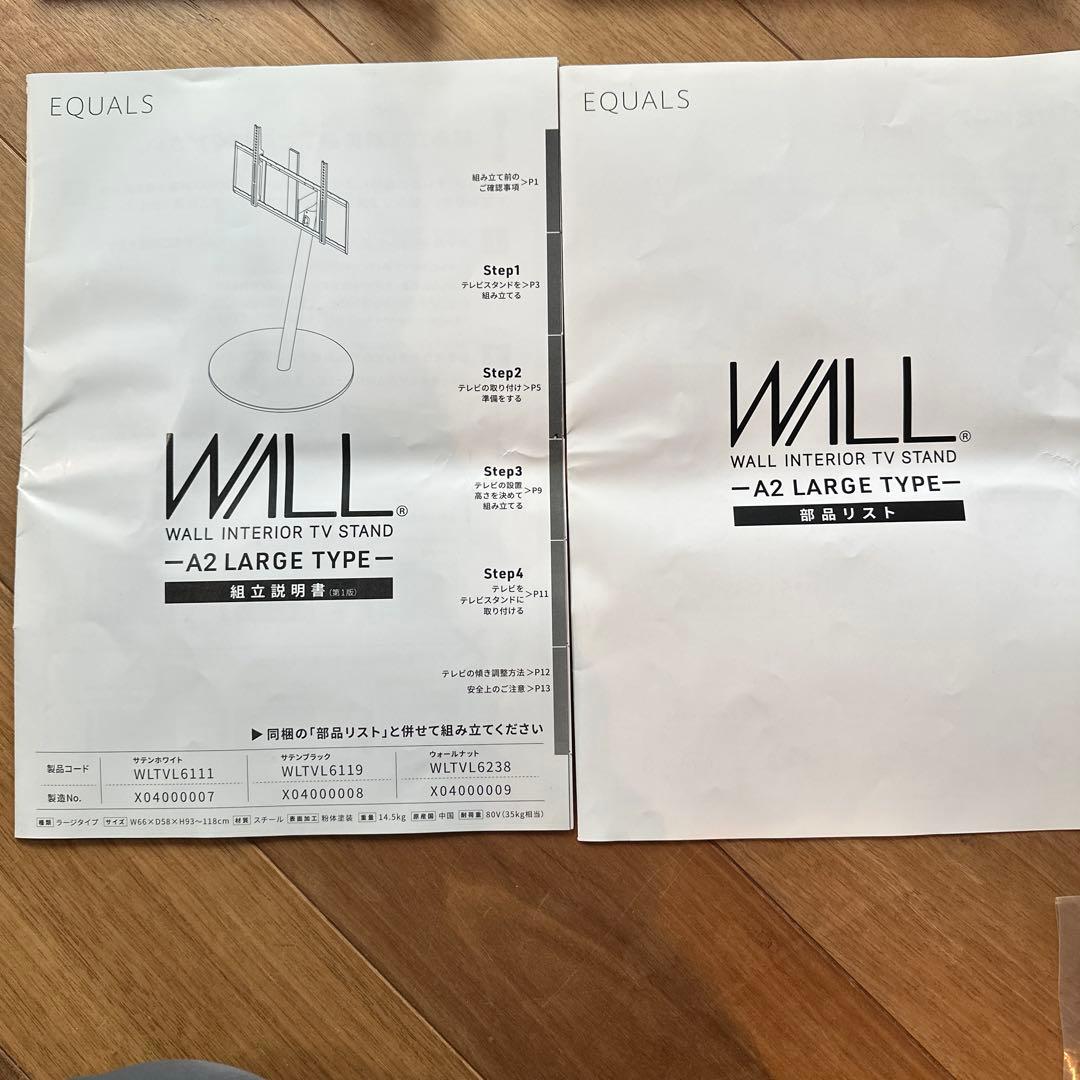 EQUALS
組み立て前の
ご確認事項 >P1
Step1
テレビスタンドを >P3
組み立てる
Step2
テレビの取り付け >P5
準備をする
Step3
テレビの設置
高さを決めて >P9
組み立てる
Step4
テレビを
テレビスタンドに >P11
取り付ける
WALL®
WALL INTERIOR TV STAND
—A2 LARGE TYPE—
組立説明書(第1版)
テレビの傾き調整方法 >P12
安全上のご注意 >P13
▶同梱の「部品リスト」と併せて組み立てください
製品コード サテンホワイト WLTVL6111 サテンブラック WLTVL6119 ウォールナット WLTVL6238
製造No. X04000007 X04000008 X04000009
種類 ラージタイプ サイズ W66×D58×H93〜118cm 材質 スチール 表面加工 粉体塗装 重量 14.5kg 原産国 中国 耐荷重 80V(35kg相当)
EQUALS
WALL®
WALL INTERIOR TV STAND
—A2 LARGE TYPE—
部品リスト